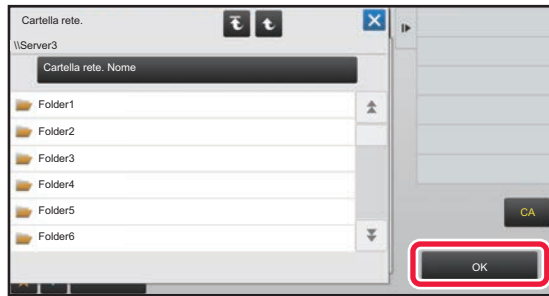 Cartella rete.
\\Server3
Cartella rete. Nome
Folder1
Folder2
Folder3
Folder4
Folder5
Folder6
CA
OK